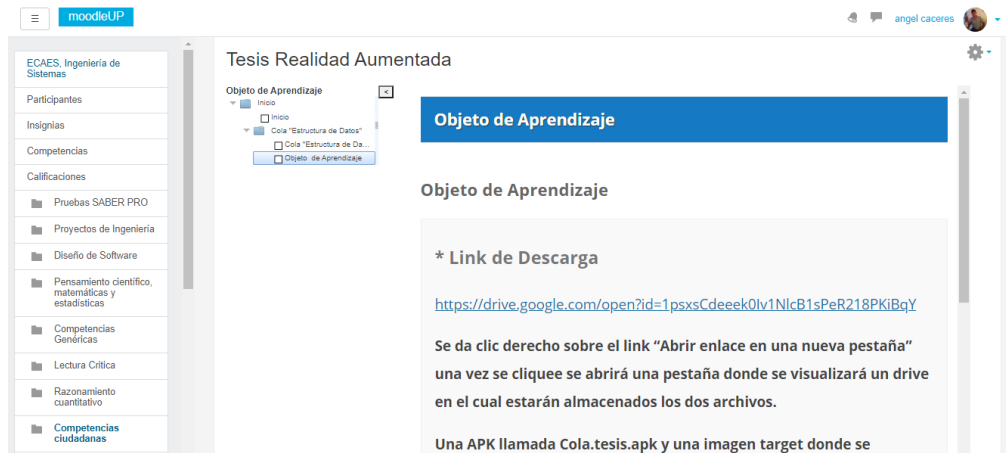 moodleUP
angel caceres
ECAES, Ingeniería de
Sistemas
Participantes
Insignias
Competencias
Calificaciones
Pruebas SABER PRO
Proyectos de Ingeniería
Diseño de Software
Pensamiento científico,
matemáticas y
estadísticas
Competencias
Genéricas
Lectura Critica
Razonamiento
cuantitativo
Competencias
ciudadanas
Tesis Realidad Aumentada
Objeto de Aprendizaje
<
Inicio
Inicio
Cola "Estructura de Datos"
Cola "Estructura de Da...
Objeto de Aprendizaje
Objeto de Aprendizaje
Objeto de Aprendizaje
* Link de Descarga
https://drive.google.com/open?id=1psxsCdeeek0Iv1NlcB1sPeR218PKiBqY
Se da clic derecho sobre el link “Abrir enlace en una nueva pestaña”
una vez se cliquee se abrirá una pestaña donde se visualizará un drive
en el cual estarán almacenados los dos archivos.
Una APK llamada Cola.tesis.apk y una imagen target donde se